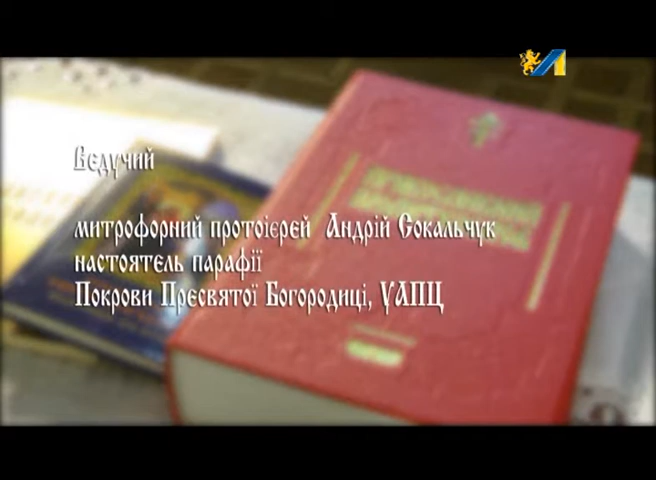 Ведучий
митрофорний протоієрей Андрій Сокальчук
настоятель парафії
Покрови Пресвятої Богородиці, УАПЦ